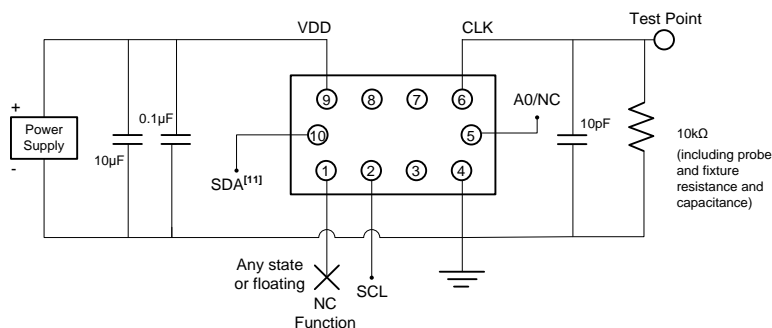 Test Point
VDD
CLK
+
Power
Supply
-
10µF
0.1µF
9
8
7
6
A0/NC
10
5
10pF
10kΩ
(including probe
and fixture
resistance and
capacitance)
SDA[11]
1
2
3
4
Any state
or floating
NC
Function
SCL